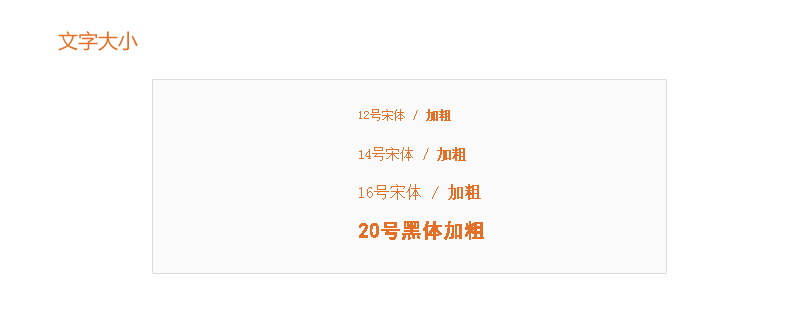 文字大小
12号宋体 / 加粗
14号宋体 / 加粗
16号宋体 / 加粗
20号黑体加粗